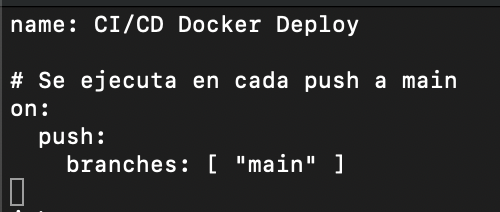 name: CI/CD Docker Deploy
# Se ejecuta en cada push a main
on:
  push:
    branches: [ "main" ]